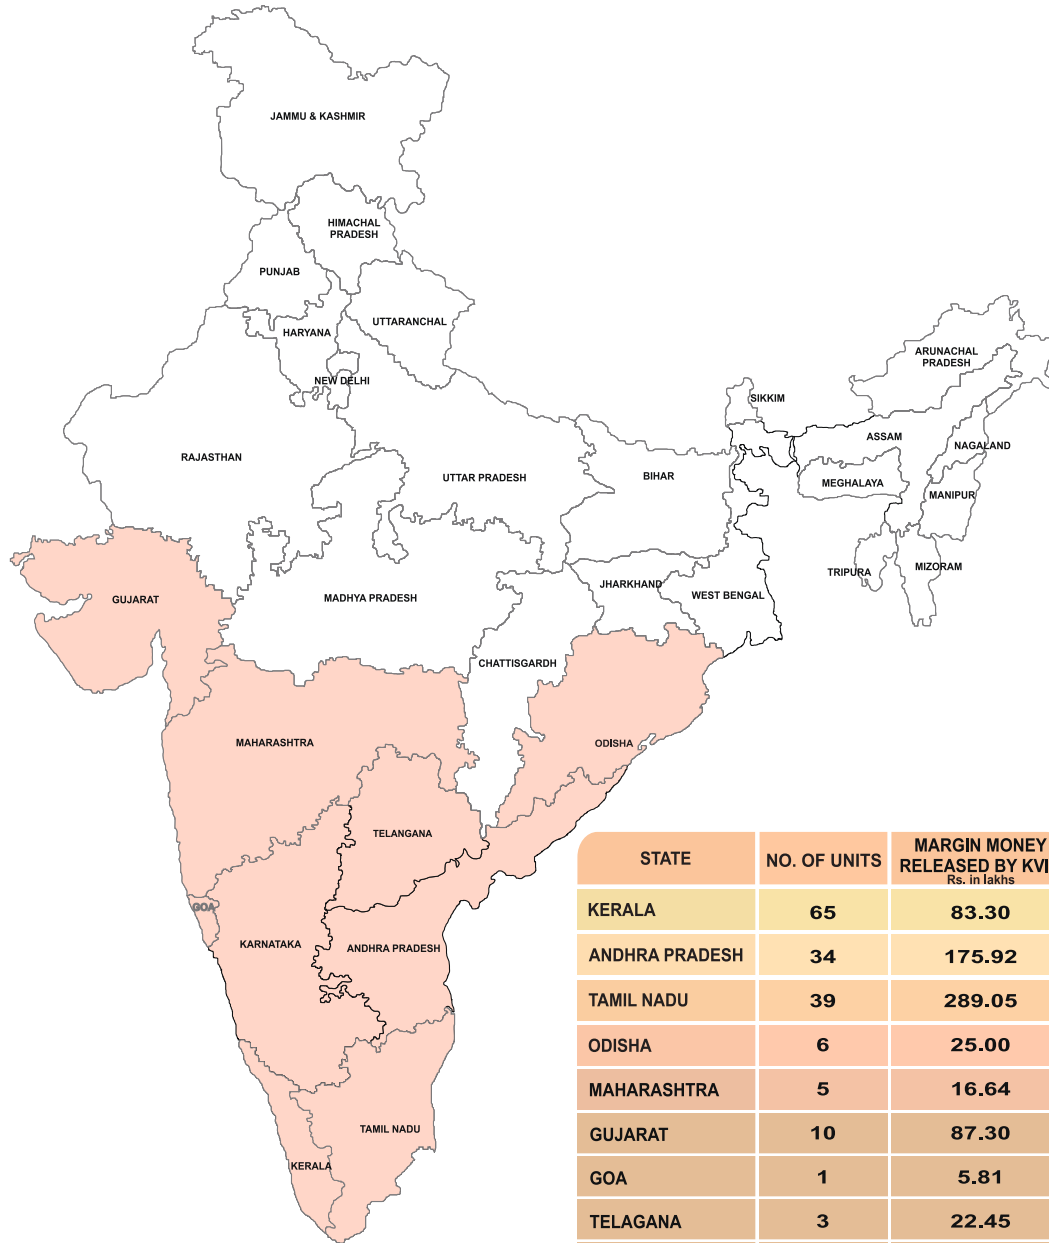 JAMMU & KASHMIR
HIMACHAL
PRADESH
PUNJAB
UTTARANCHAL
HARYANA
NEW DELHI
ARUNACHAL
PRADESH
SIKKIM
ASSAM
NAGALAND
RAJASTHAN
UTTAR PRADESH
BIHAR
MEGHALAYA
MANIPUR
TRIPURA
MIZORAM
GUJARAT
MADHYA PRADESH
JHARKHAND
WEST BENGAL
CHATTISGARDH
MAHARASHTRA
ODISHA
TELANGANA
GOA
KARNATAKA
ANDHRA PRADESH
TAMIL NADU
KERALA
STATE NO. OF UNITS MARGIN MONEY
RELEASED BY KVI
Rs. in lakhs
KERALA 65 83.30
ANDHRA PRADESH 34 175.92
TAMIL NADU 39 289.05
ODISHA 6 25.00
MAHARASHTRA 5 16.64
GUJARAT 10 87.30
GOA 1 5.81
TELAGANA 3 22.45